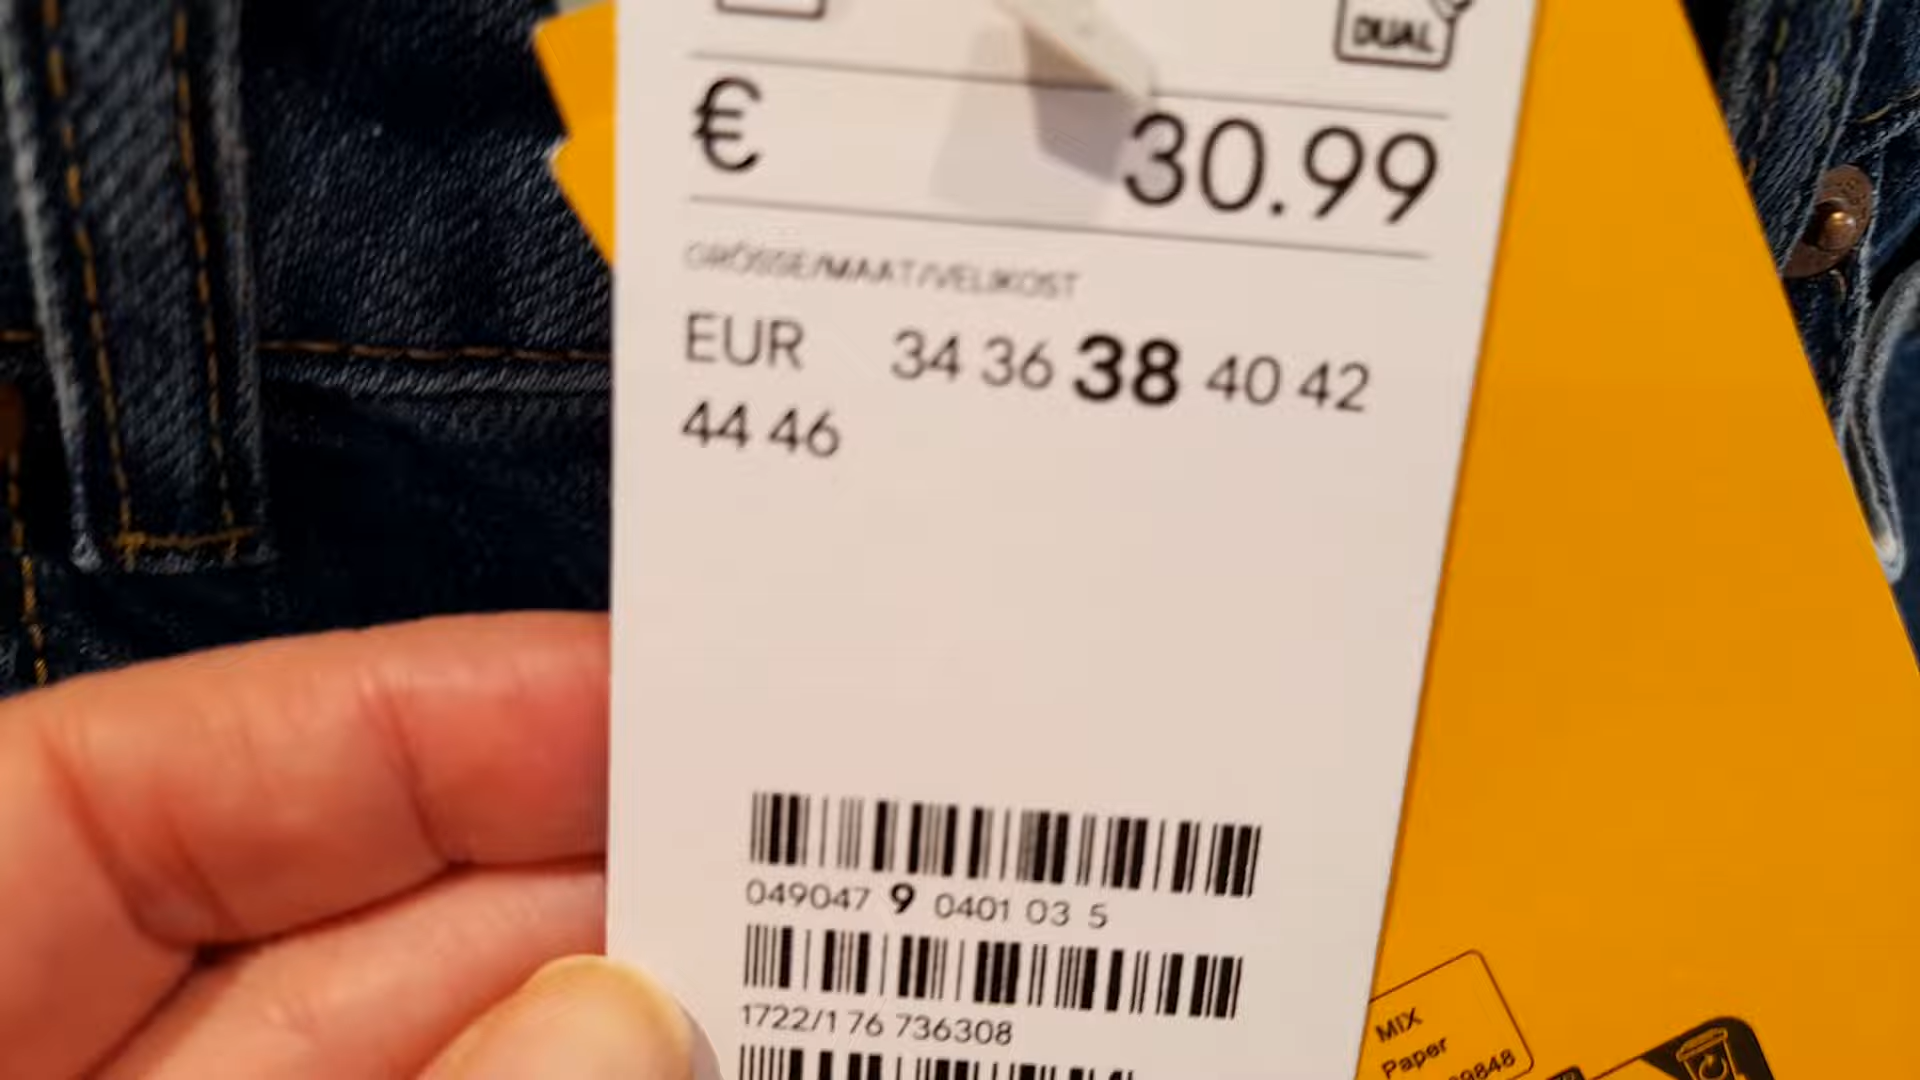 DUAL
€ 30.99
GRÖSSE/MAAT/VELIKOST
EUR 34 36 38 40 42
44 46
049047 9 0401 03 5
1722/1 76 736308
MIX
Paper
9848